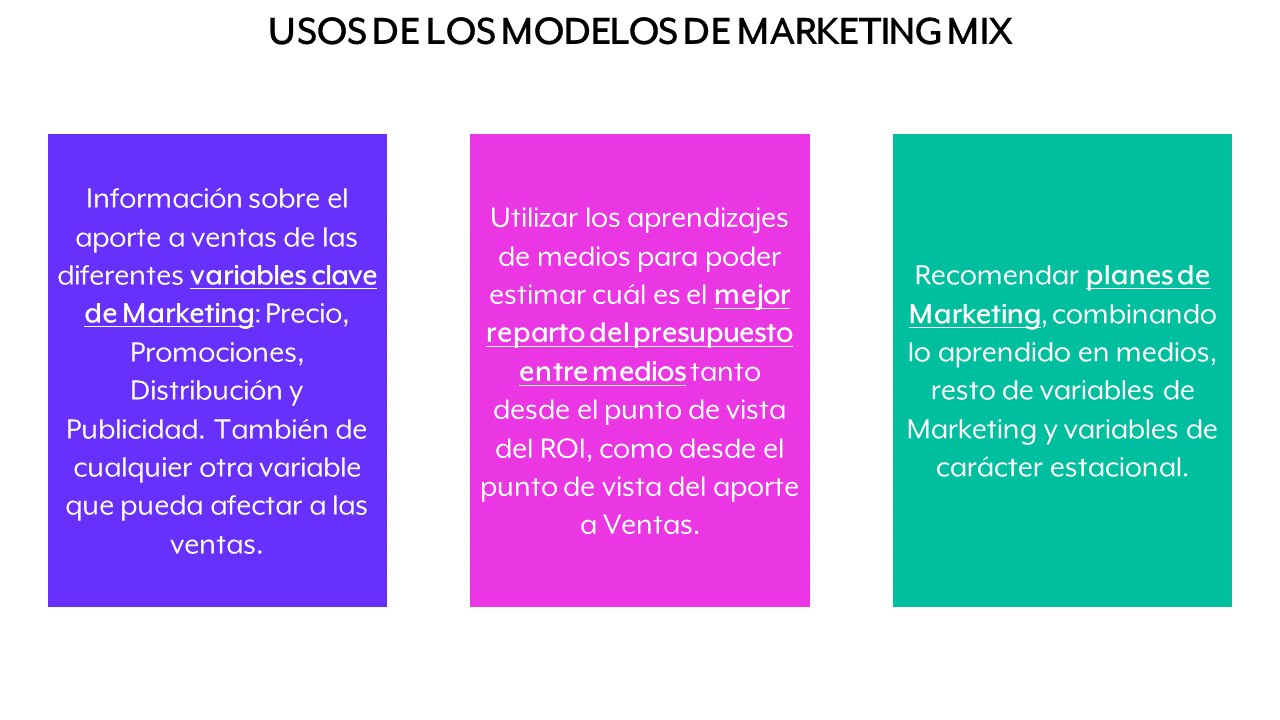 USOS DE LOS MODELOS DE MARKETING MIX
Información sobre el
aporte a ventas de las
diferentes variables clave
de Marketing: Precio,
Promociones,
Distribución y
Publicidad. También de
cualquier otra variable
que pueda afectar a las
ventas.
Utilizar los aprendizajes
de medios para poder
estimar cuál es el mejor
reparto del presupuesto
entre medios tanto
desde el punto de vista
del ROI, como desde el
punto de vista del aporte
a Ventas.
Recomendar planes de
Marketing, combinando
lo aprendido en medios,
resto de variables de
Marketing y variables de
carácter estacional.